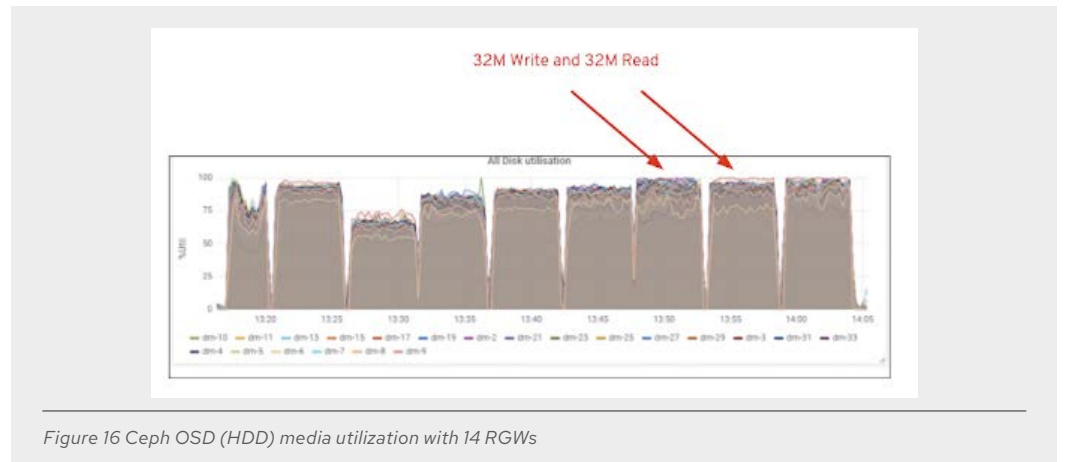 32M Write and 32M Read
All Disk utilisation
100
75
50
25
0
%Util
13:20 13:25 13:30 13:35 13:40 13:45 13:50 13:55 14:00 14:05
dm-10 dm-11 dm-13 dm-15 dm-17 dm-19 dm-2 dm-21 dm-23 dm-25 dm-27 dm-29 dm-3 dm-31 dm-33
dm-4 dm-5 dm-6 dm-7 dm-8 dm-9
Figure 16 Ceph OSD (HDD) media utilization with 14 RGWs